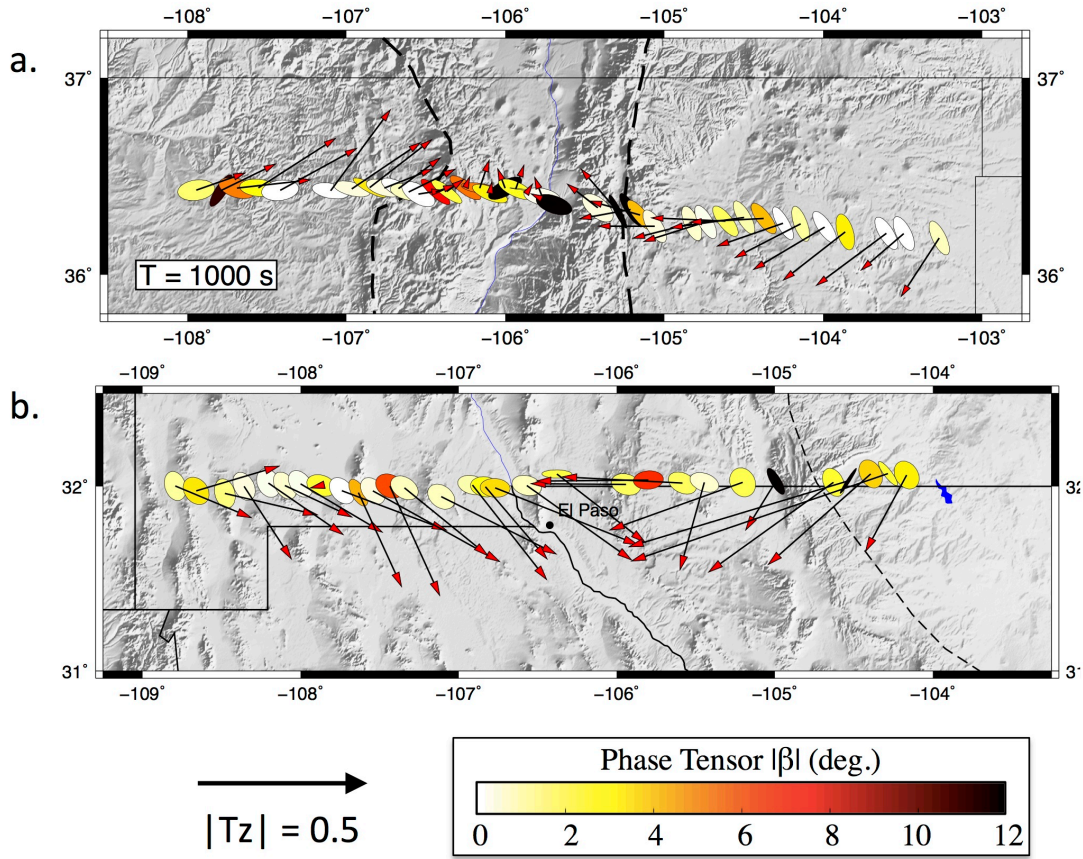 −108˚ −107˚ −106˚ −105˚ −104˚ −103˚
a.
37˚ 37˚
36˚ 36˚
T = 1000 s
−108 −107 −106 −105 −104 −103
−109˚ −108˚ −107˚ −106˚ −105˚ −104˚
b.
32˚ 32˚
El Paso
31˚ 3
−109˚ −108˚ −107˚ −106˚ −105˚ −104˚
Phase Tensor |β| (deg.)
0 2 4 6 8 10 12
|Tz| = 0.5